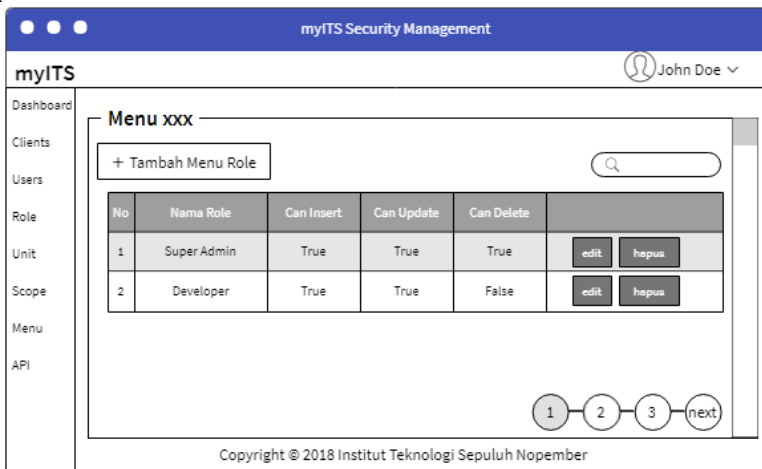 myITS Security Management
myITS
John Doe
Dashboard
Clients
Users
Role
Unit
Scope
Menu
API
Menu xxx
+ Tambah Menu Role
No Nama Role Can Insert Can Update Can Delete
1 Super Admin True True True edit hapus
2 Developer True True False edit hapus
1 2 3 next
Copyright © 2018 Institut Teknologi Sepuluh Nopember